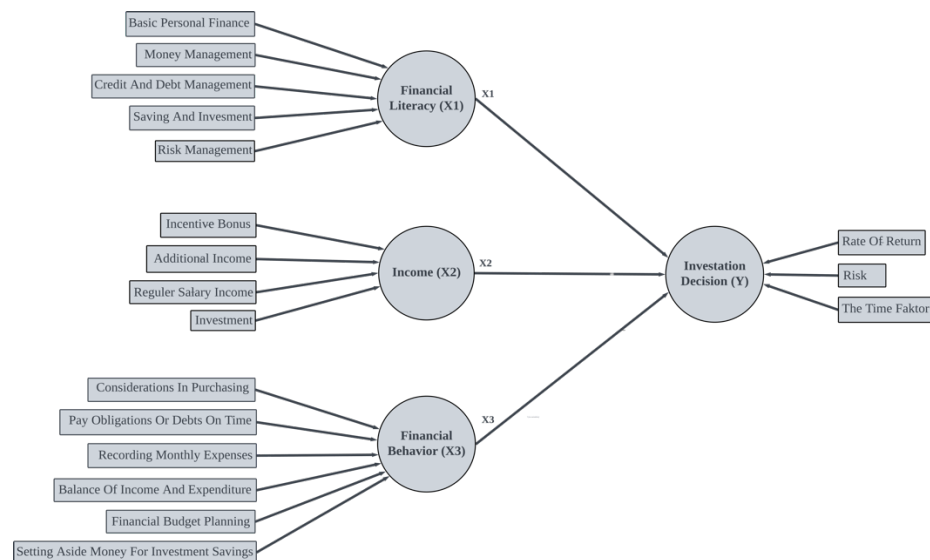 Basic Personal Finance
Money Management
Credit And Debt Management
Saving And Invesment
Risk Management
Financial
Literacy (X1)
X1
Incentive Bonus
Additional Income
Reguler Salary Income
Investment
Income (X2)
X2
Considerations In Purchasing
Pay Obligations Or Debts On Time
Recording Monthly Expenses
Balance Of Income And Expenditure
Financial Budget Planning
Setting Aside Money For Investment Savings
Financial
Behavior (X3)
X3
Investation
Decision (Y)
Rate Of Return
Risk
The Time Faktor